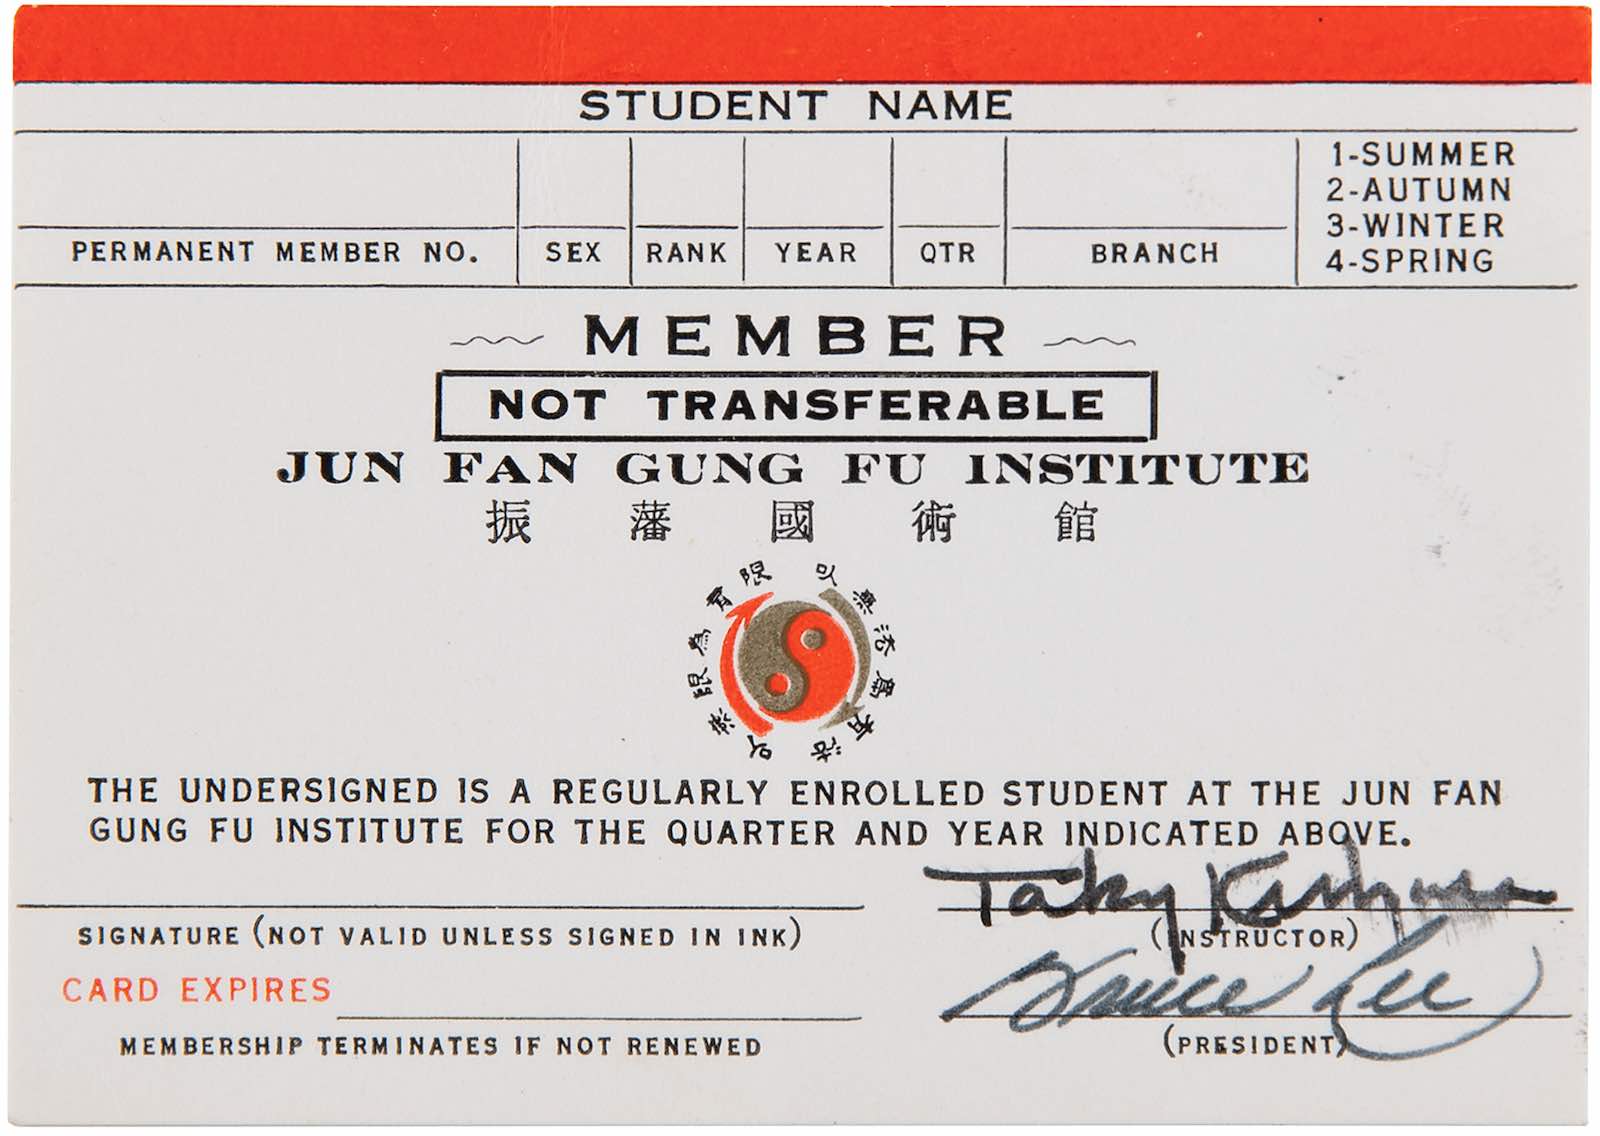 STUDENT NAME
1-SUMMER
2-AUTUMN
3-WINTER
4-SPRING
PERMANENT MEMBER NO. SEX RANK YEAR QTR BRANCH
MEMBER
NOT TRANSFERABLE
JUN FAN GUNG FU INSTITUTE
振藩國術館
以無法為有法
以無限為有限
THE UNDERSIGNED IS A REGULARLY ENROLLED STUDENT AT THE JUN FAN
GUNG FU INSTITUTE FOR THE QUARTER AND YEAR INDICATED ABOVE.
Taky Kimura
SIGNATURE (NOT VALID UNLESS SIGNED IN INK) (INSTRUCTOR)
Bruce Lee
CARD EXPIRES
MEMBERSHIP TERMINATES IF NOT RENEWED (PRESIDENT)